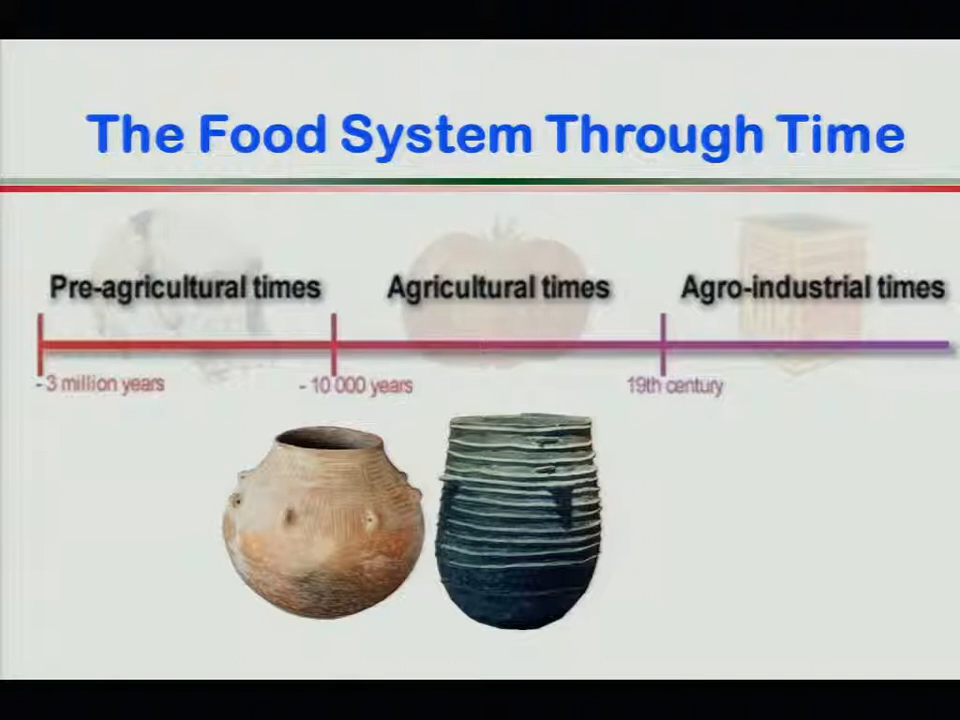 The Food System Through Time
Pre-agricultural times
Agricultural times
Agro-industrial times
- 3 million years
- 10 000 years
19th century